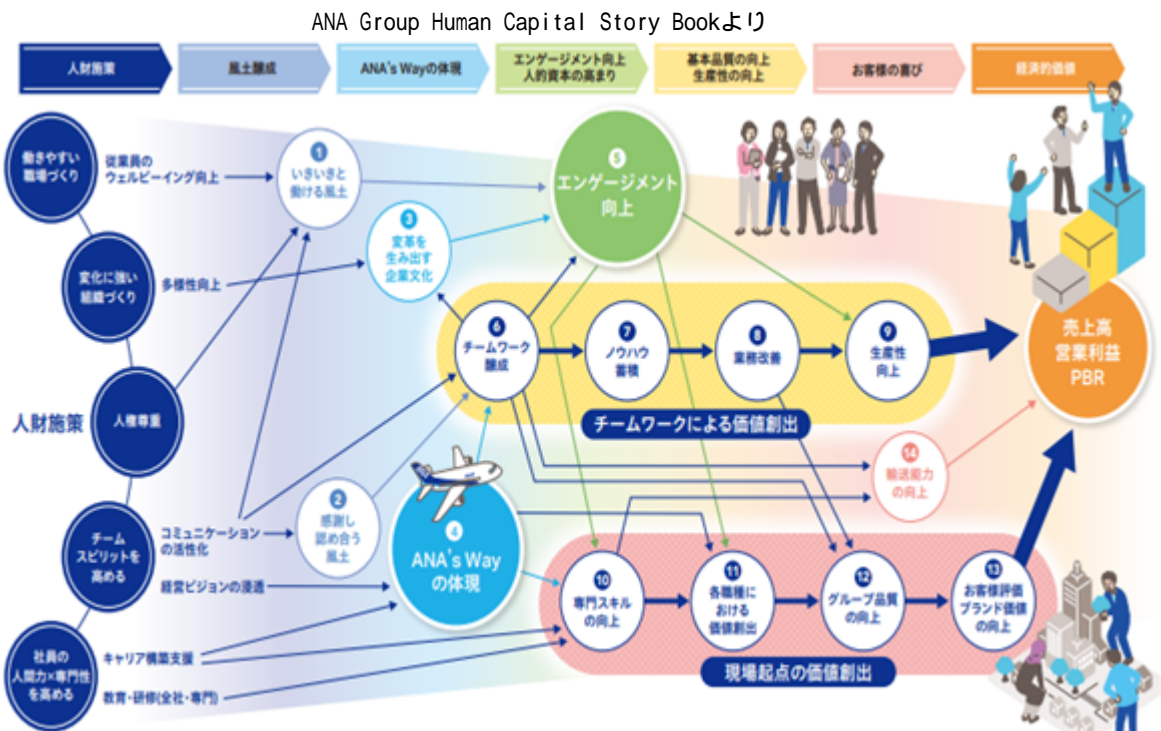 ANA Group Human Capital Story Bookより
人財施策
風土醸成
ANA's Wayの体現
エンゲージメント向上
人的資本の高まり
基本品質の向上
生産性の向上
お客様の喜び
経済的価値
働きやすい
職場づくり
従業員の
ウェルビーイング向上
1
いきいきと
働ける風土
5
エンゲージメント
向上
3
変革を
生み出す
企業文化
変化に強い
組織づくり
多様性向上
6
チームワーク
醸成
7
ノウハウ
蓄積
8
業務改善
9
生産性
向上
売上高
営業利益
PBR
チームワークによる価値創出
人財施策
人権尊重
14
輸送能力
の向上
2
感謝し
認め合う
風土
4
ANA's Way
の体現
チーム
スピリットを
高める
コミュニケーション
の活性化
経営ビジョンの浸透
10
専門スキル
の向上
11
各職種に
おける
価値創出
12
グループ品質
の向上
13
お客様評価
ブランド価値
の向上
社員の
人間力×専門性
を高める
キャリア構築支援
教育・研修(全社・専門)
現場起点の価値創出